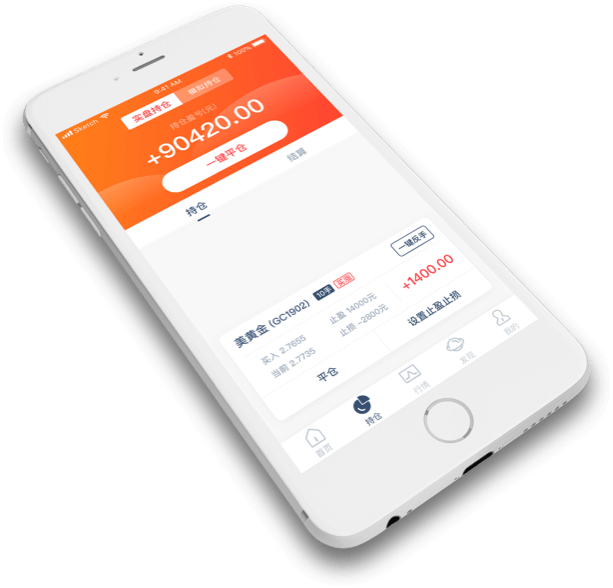 Sketch 9:41 AM 100%
实盘持仓 模拟持仓
持仓盈亏(元)
+90420.00
一键平仓
持仓 结算
美黄金 (GC1902) 10手 买涨 一键反手
买入 2.7655 止盈 14000元 +1400.00
当前 2.7735 止损 -2800元
平仓 设置止盈止损
首页 持仓 行情 发现 我的